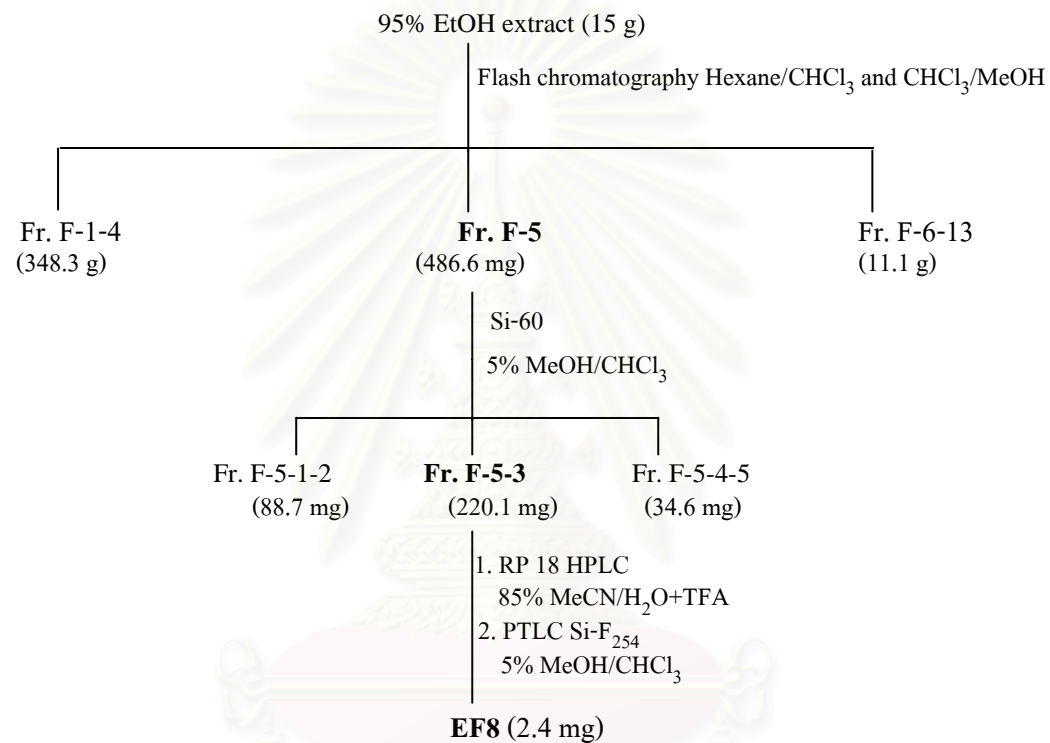 95% EtOH extract (15 g)
Flash chromatography Hexane/CHCl3 and CHCl3/MeOH
Fr. F-1-4
(348.3 g)
Fr. F-5
(486.6 mg)
Fr. F-6-13
(11.1 g)
Si-60
5% MeOH/CHCl3
Fr. F-5-1-2
(88.7 mg)
Fr. F-5-3
(220.1 mg)
Fr. F-5-4-5
(34.6 mg)
1. RP 18 HPLC
85% MeCN/H2O+TFA
2. PTLC Si-F254
5% MeOH/CHCl3
EF8 (2.4 mg)